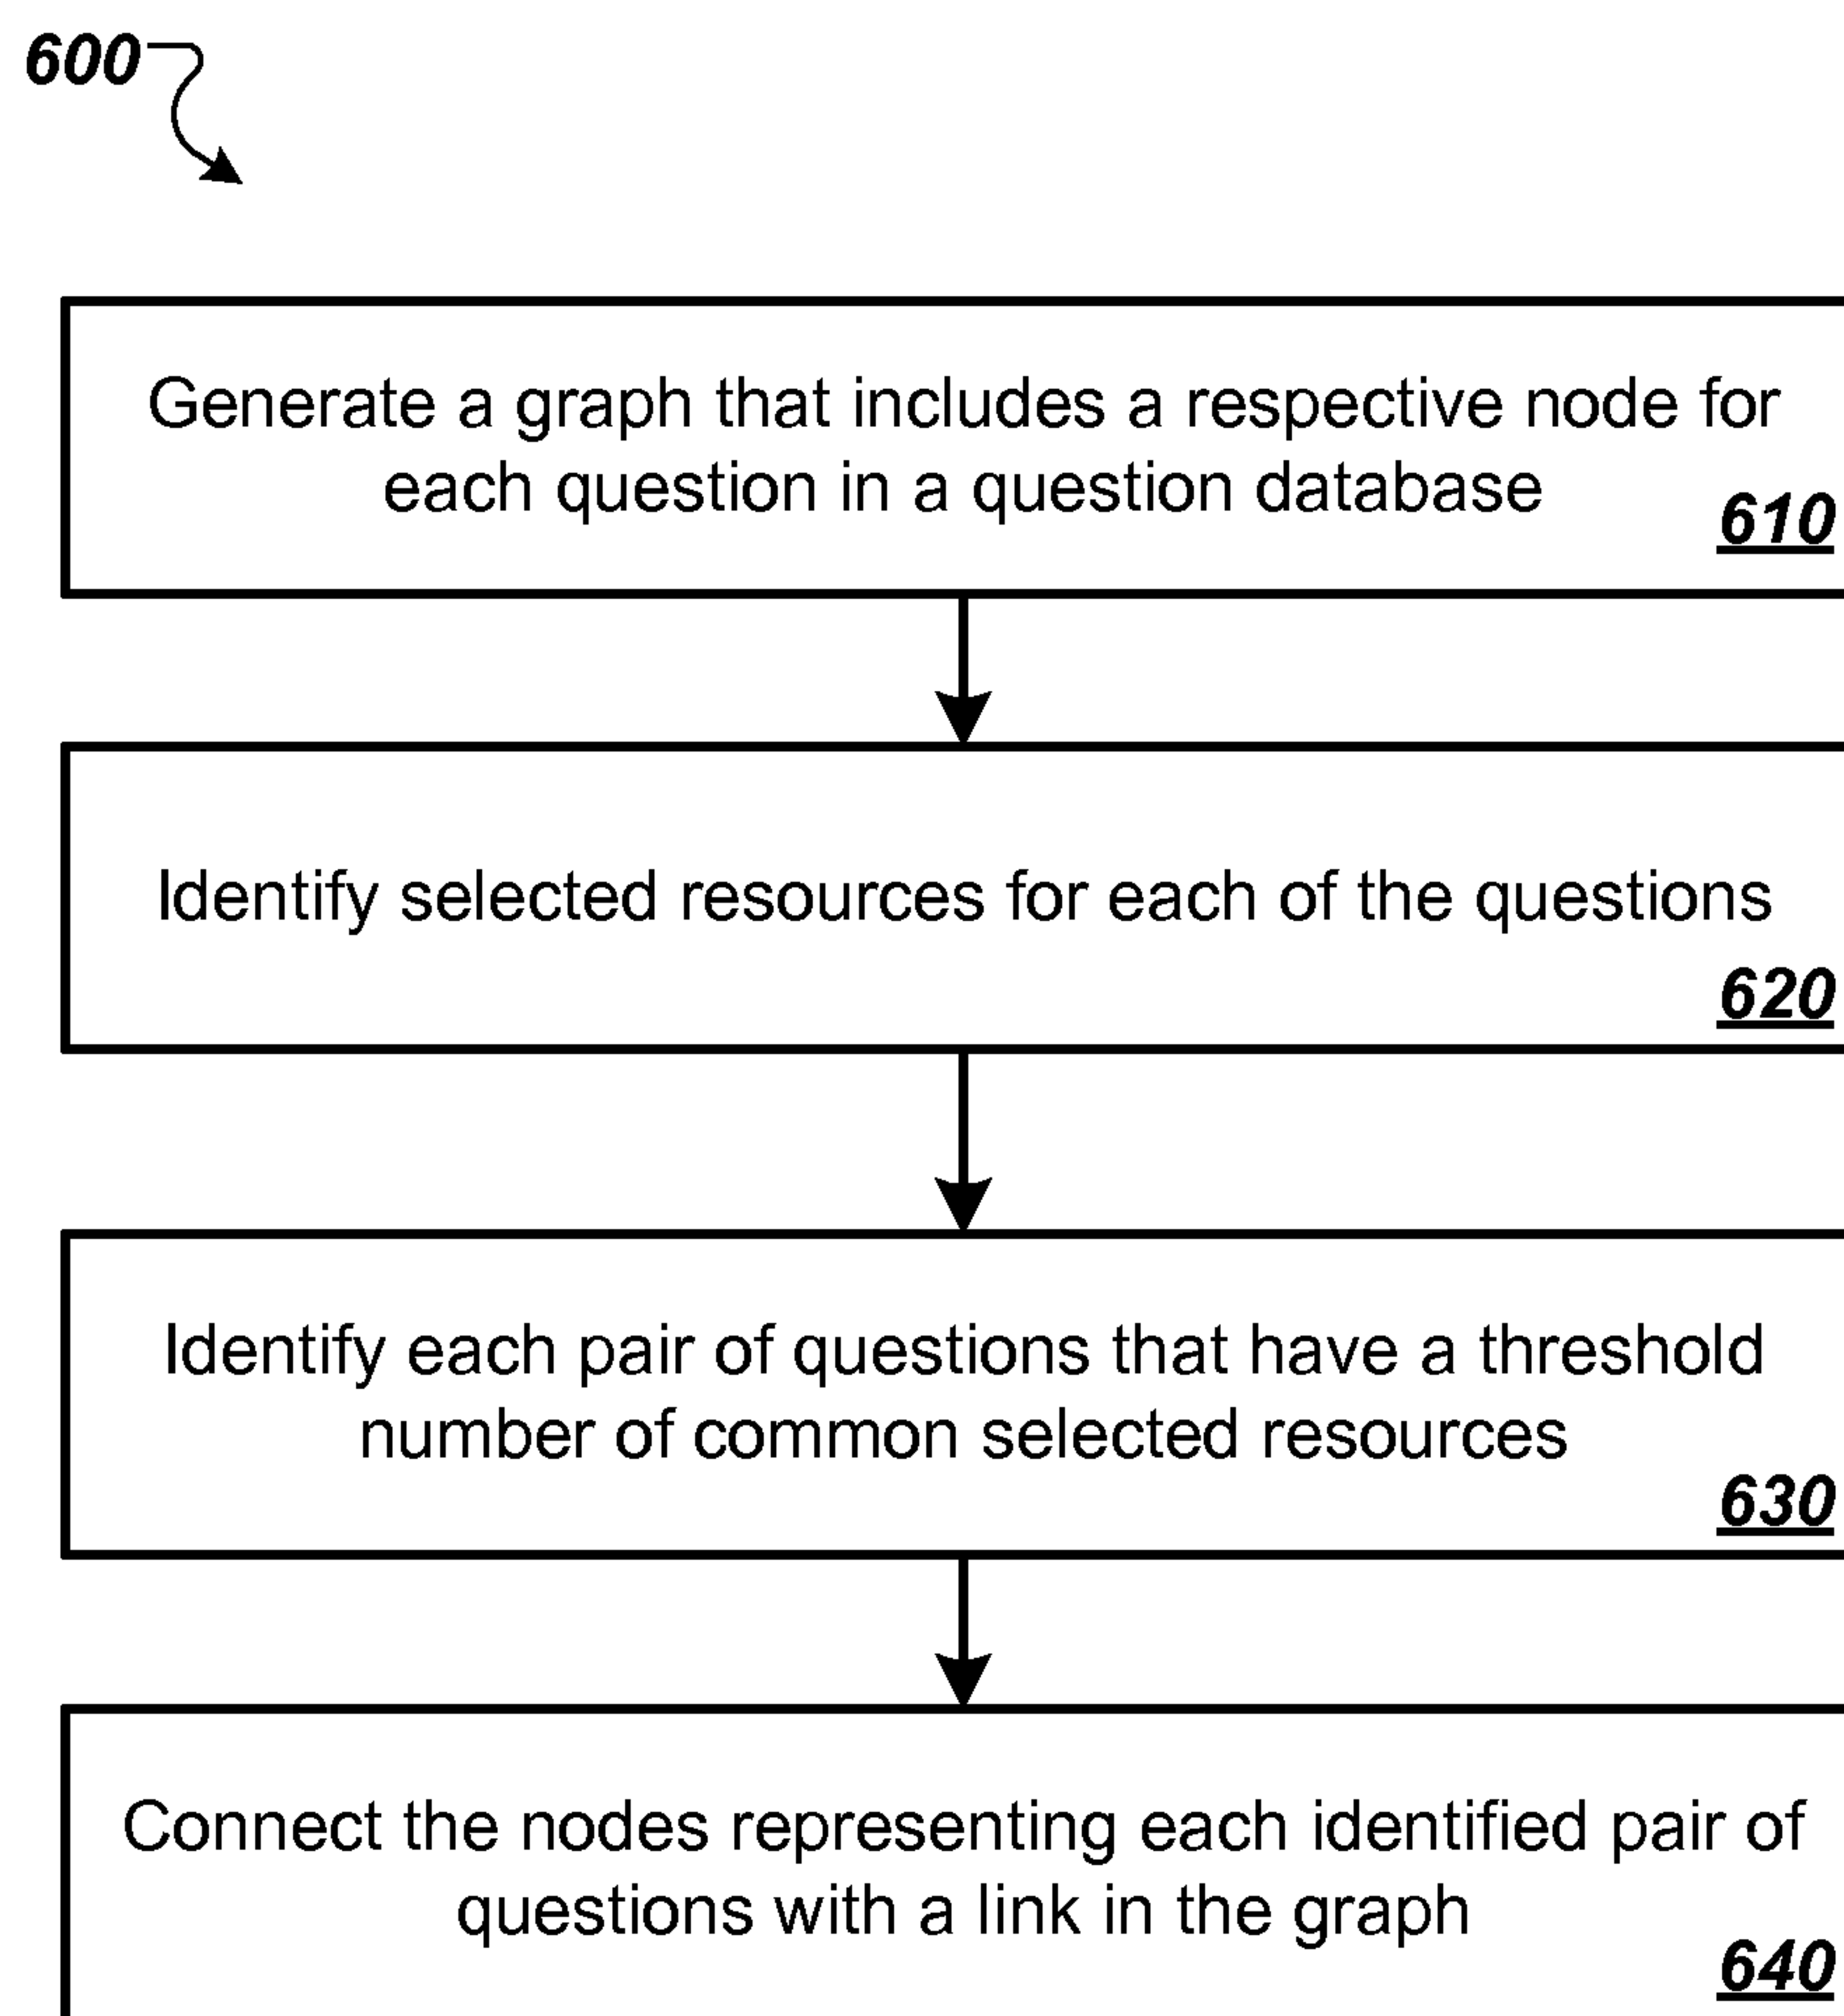 600
Generate a graph that includes a respective node for
each question in a question database
610
Identify selected resources for each of the questions
620
Identify each pair of questions that have a threshold
number of common selected resources
630
Connect the nodes representing each identified pair of
questions with a link in the graph
640